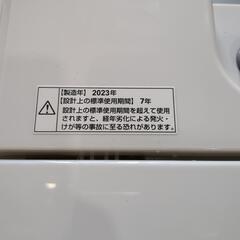 【製造年】2023年
【設計上の標準使用期間】7年
設計上の標準使用期間を超えて使用
されますと、経年劣化による発火・
けが等の事故に至る恐れがあります。